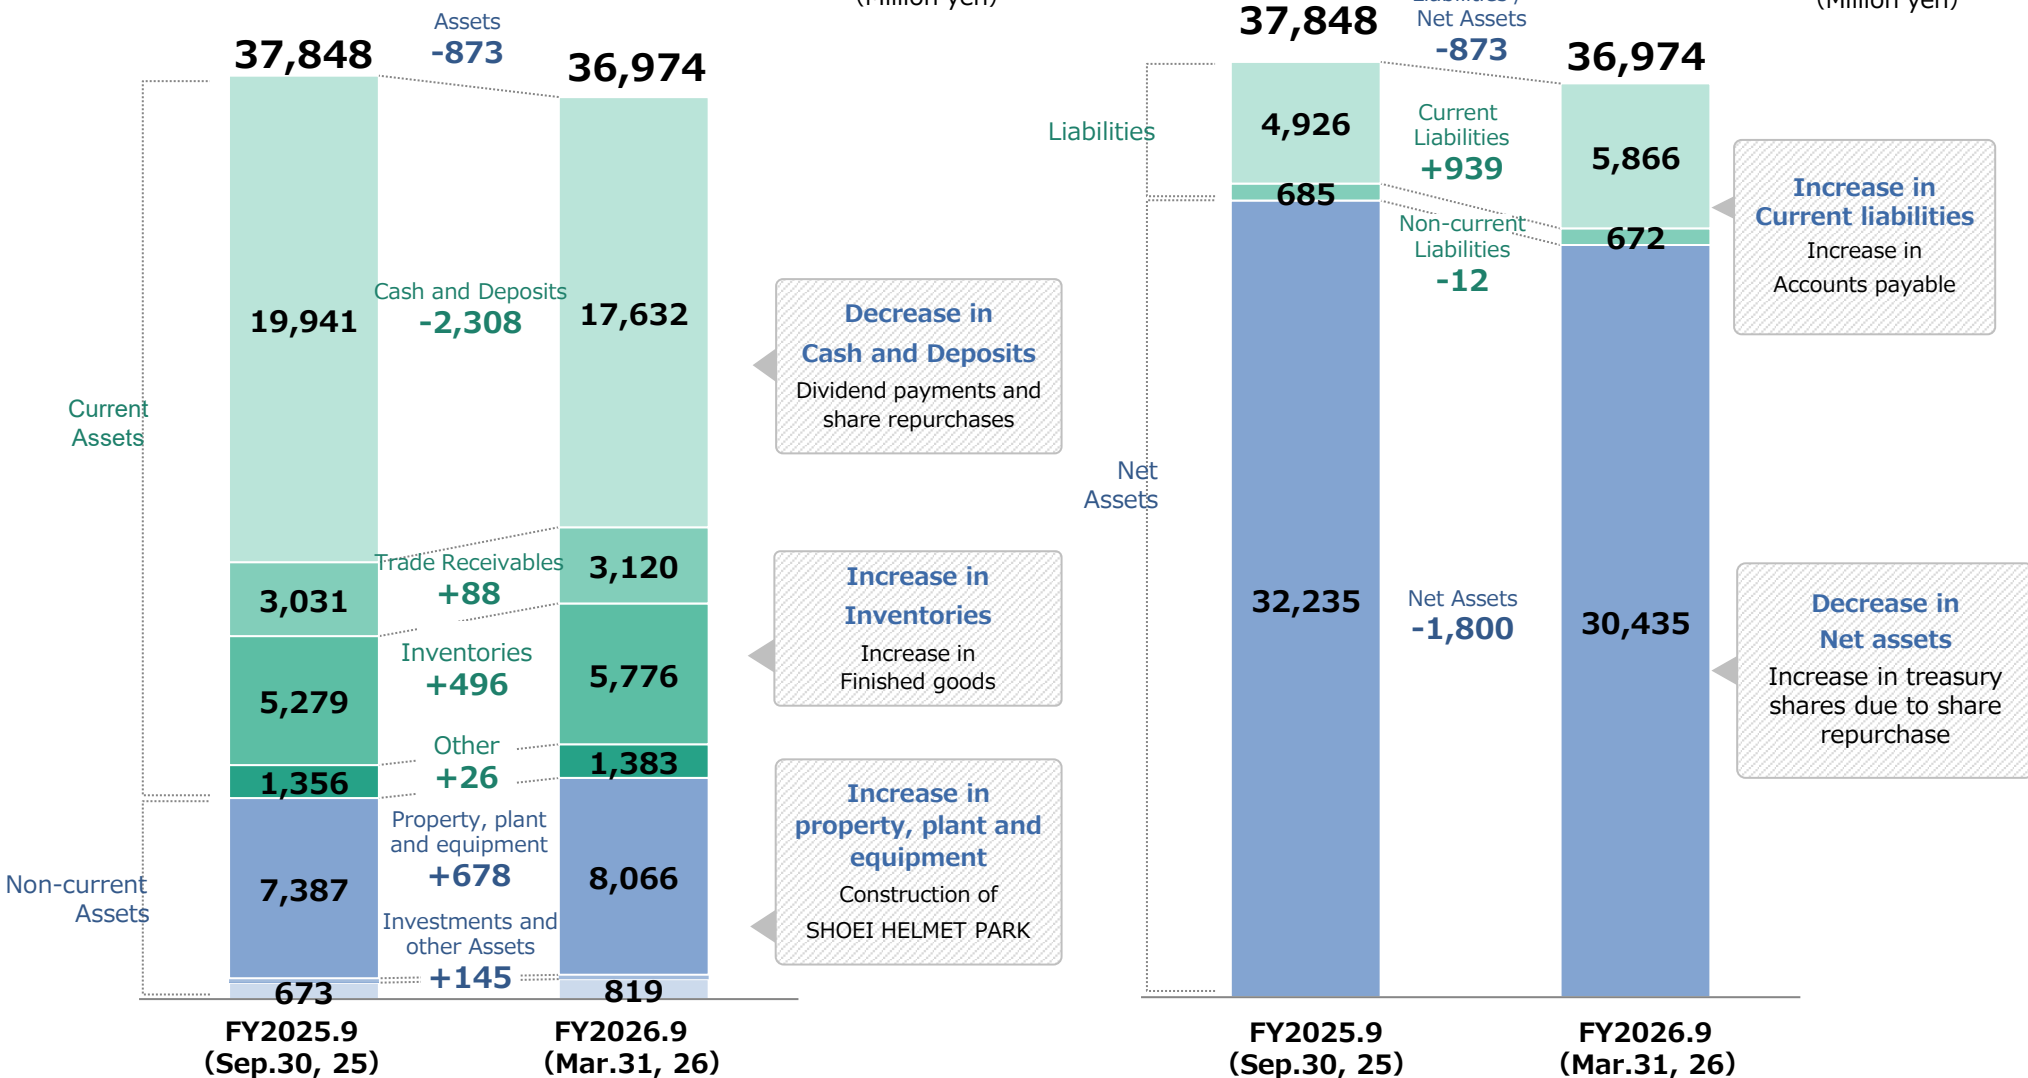 (Million yen)
Assets
-873
37,848
36,974
Current
Assets
19,941
Cash and Deposits
-2,308
17,632
Decrease in
Cash and Deposits
Dividend payments and
share repurchases
3,031
Trade Receivables
+88
3,120
5,279
Inventories
+496
5,776
Increase in
Inventories
Increase in
Finished goods
1,356
Other
+26
1,383
Non-current
Assets
7,387
Property, plant
and equipment
+678
8,066
Increase in
property, plant and
equipment
Construction of
SHOEI HELMET PARK
Investments and
other Assets
+145
673
819
FY2025.9
(Sep.30, 25)
FY2026.9
(Mar.31, 26)
(Million yen)
37,848
Liabilities /
Net Assets
-873
36,974
Liabilities
4,926
Current
Liabilities
+939
5,866
Increase in
Current liabilities
Increase in
Accounts payable
685
Non-current
Liabilities
-12
672
Net
Assets
32,235
Net Assets
-1,800
30,435
Decrease in
Net assets
Increase in treasury
shares due to share
repurchase
FY2025.9
(Sep.30, 25)
FY2026.9
(Mar.31, 26)